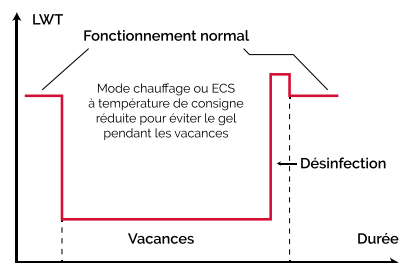 LWT
Fonctionnement normal
Mode chauffage ou ECS
à température de consigne
réduite pour éviter le gel
pendant les vacances
Désinfection
Vacances
Durée